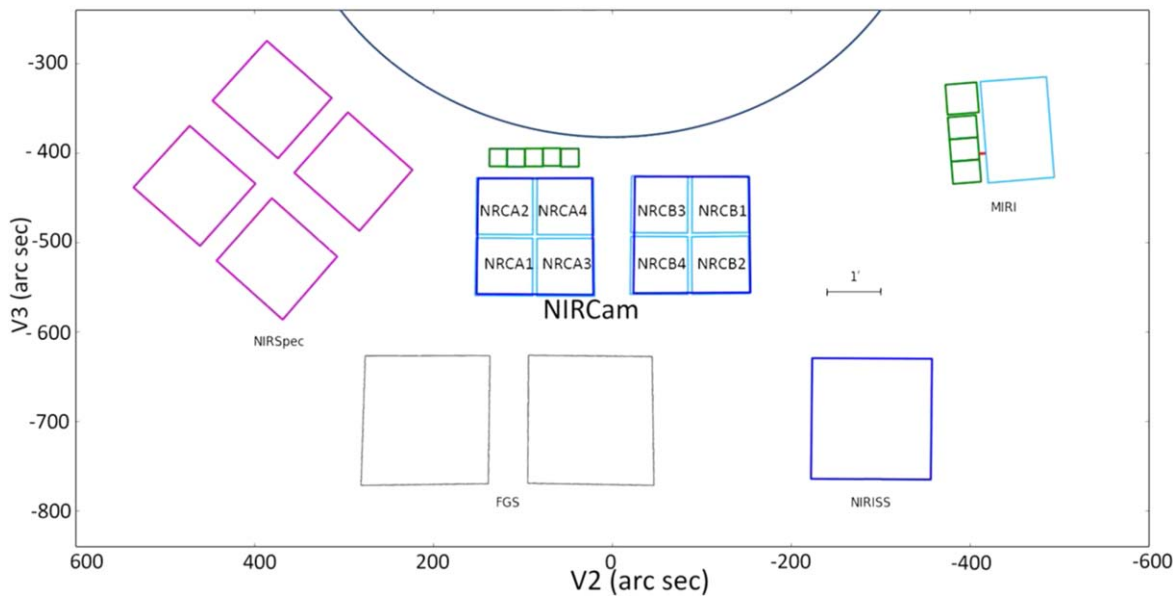 -300
-400
-500
-600
-700
-800
V3 (arc sec)
NRCA2 NRCA4 NRCB3 NRCB1
NRCA1 NRCA3 NRCB4 NRCB2
NIRCam
MIRI
1′
NIRSpec
FGS
NIRISS
600 400 200 0 -200 -400 -600
V2 (arc sec)